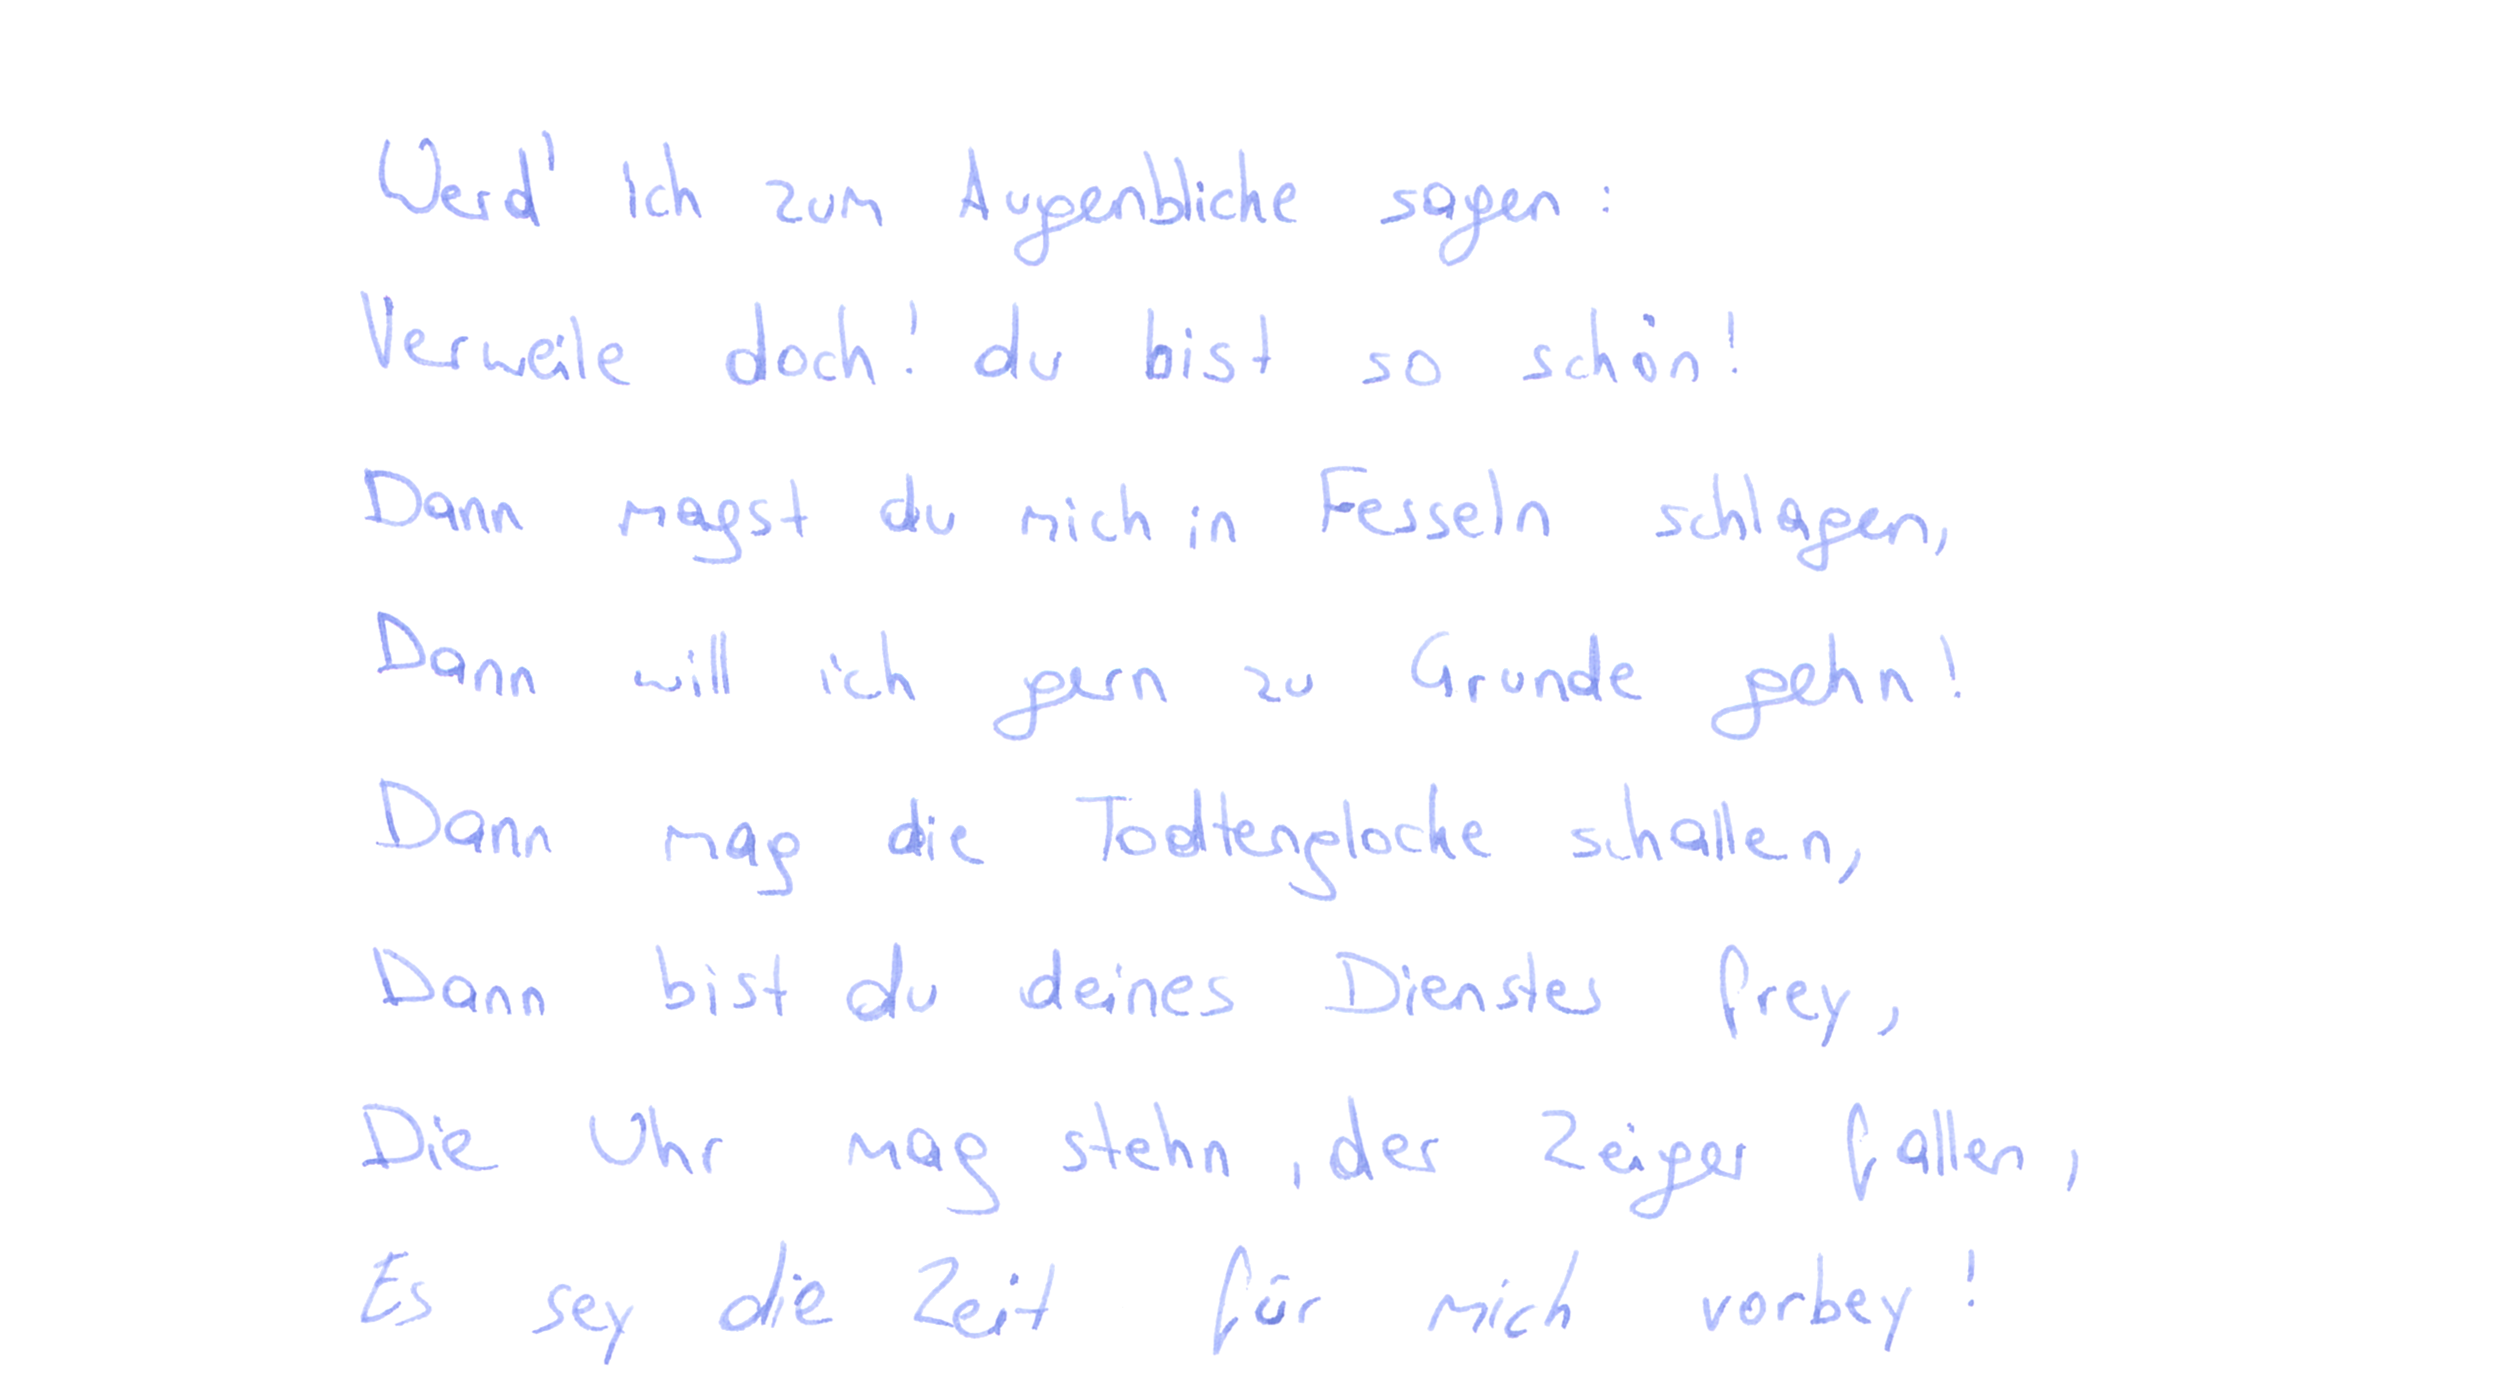 Werd' ich zum Augenblicke sagen:
Verweile doch! du bist so schön!
Dann magst du mich in Fesseln schlagen,
Dann will ich gern zu Grunde gehn!
Dann mag die Todtenglocke schallen,
Dann bist du deines Dienstes frey,
Die Uhr mag stehn, der Zeiger fallen,
Es sey die Zeit für mich vorbey!